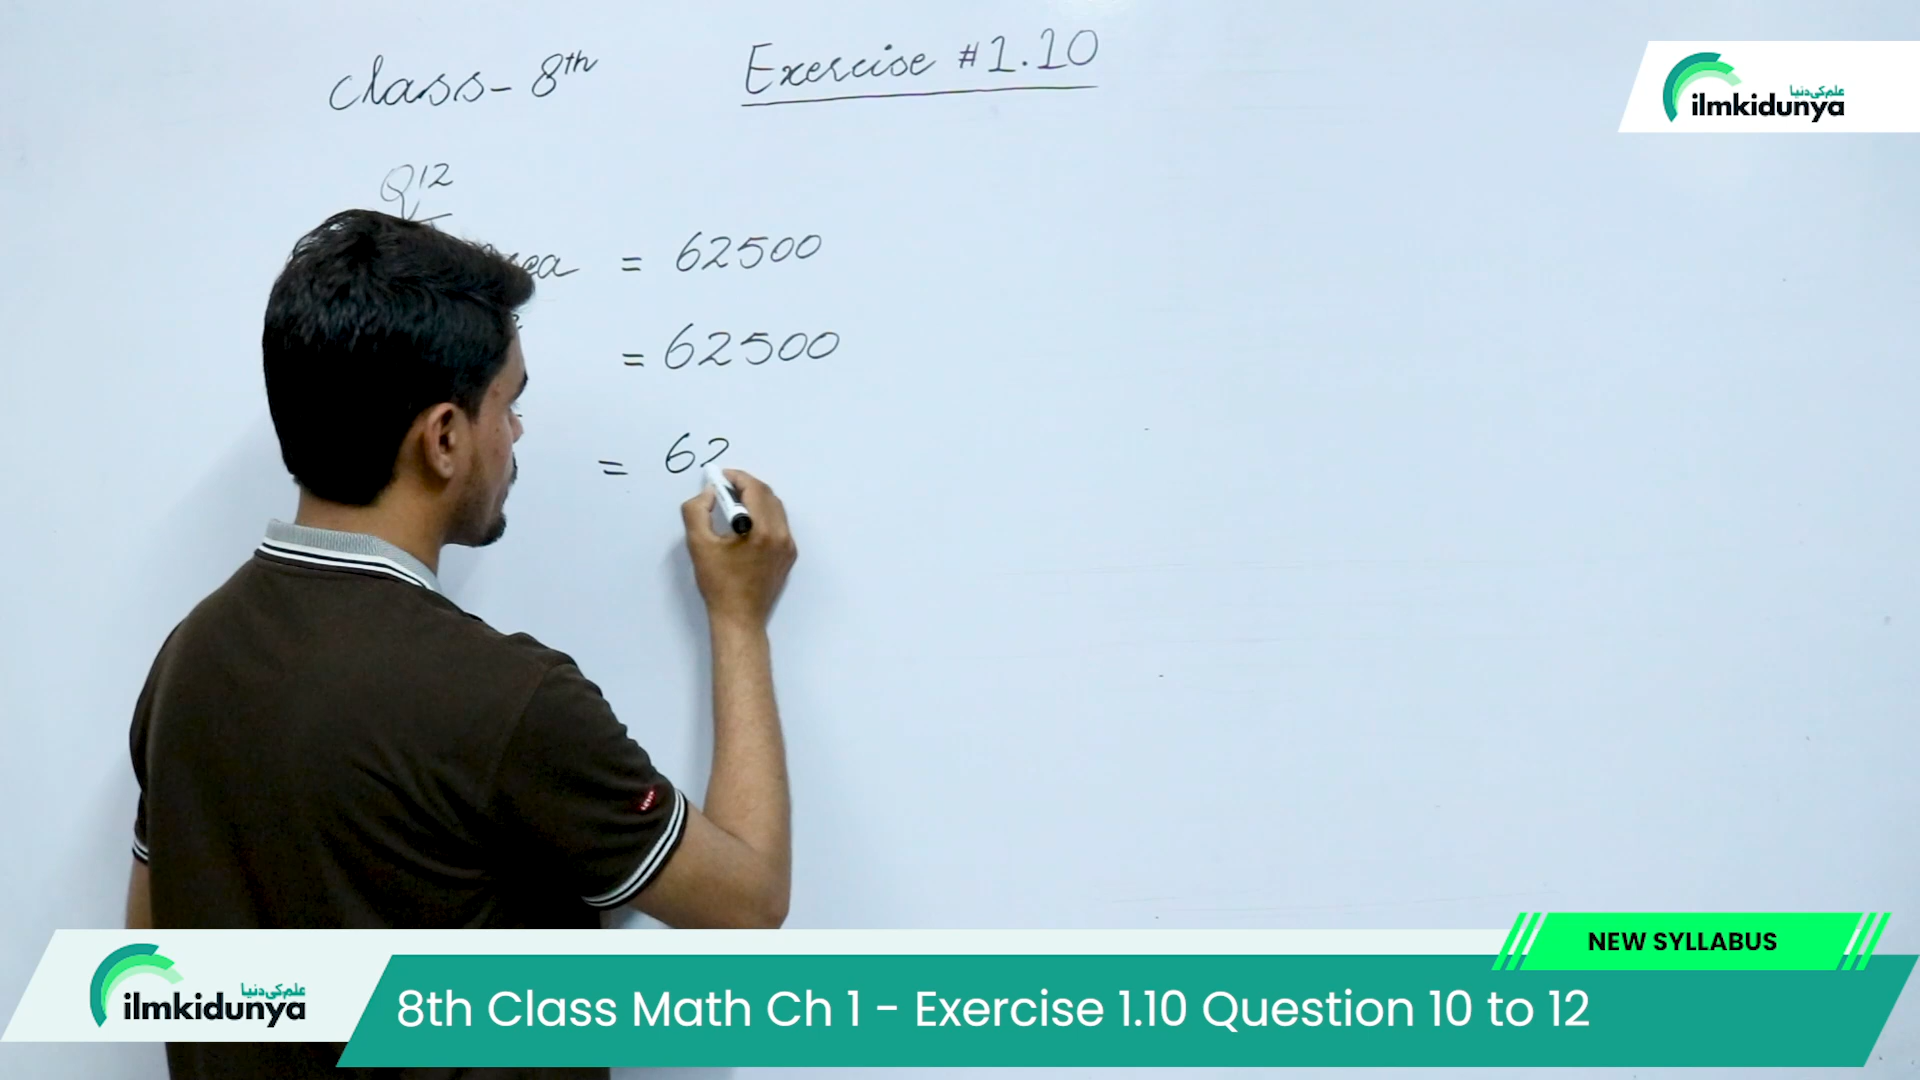 class - 8th
Exercise #1.10
علم کی دنیا
ilmkidunya
Q12
= 62500
= 62500
= 62
NEW SYLLABUS
علم کی دنیا
ilmkidunya
8th Class Math Ch 1 - Exercise 1.10 Question 10 to 12